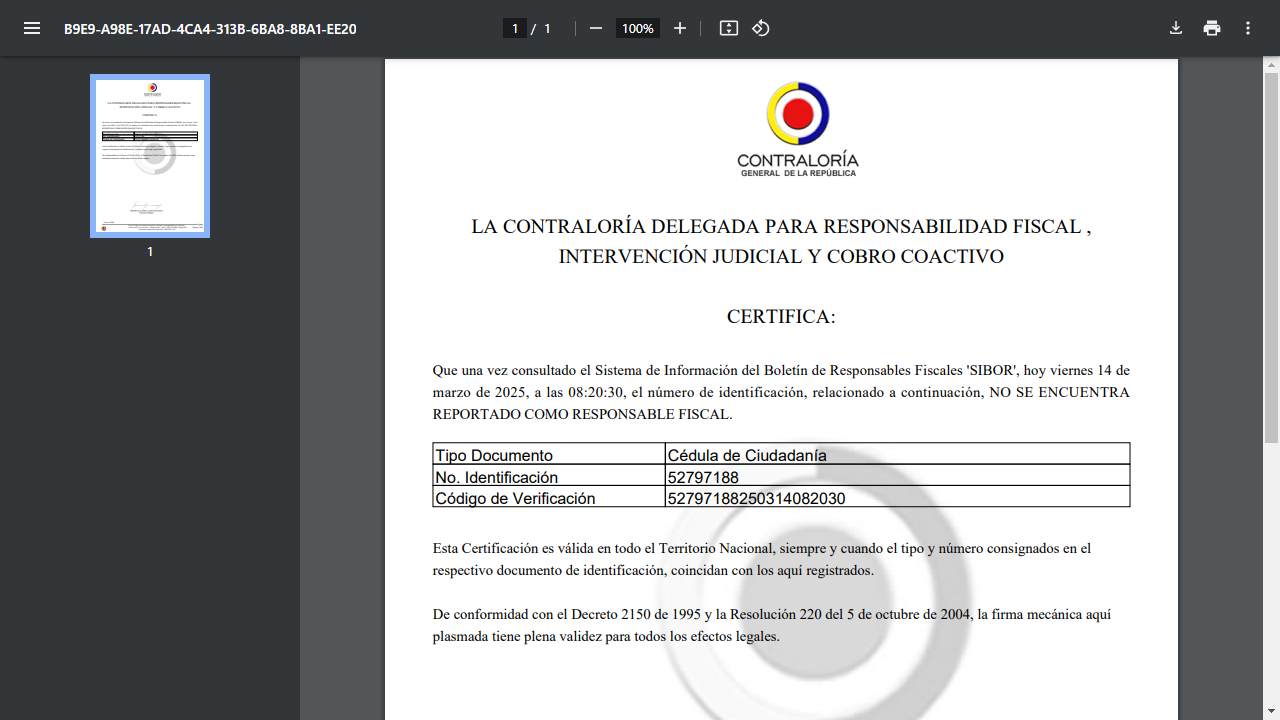 B9E9-A98E-17AD-4CA4-313B-6BA8-8BA1-EE20
1 / 1
100%
1
CONTRALORÍA
GENERAL DE LA REPÚBLICA
LA CONTRALORÍA DELEGADA PARA RESPONSABILIDAD FISCAL ,
INTERVENCIÓN JUDICIAL Y COBRO COACTIVO
CERTIFICA:
Que una vez consultado el Sistema de Información del Boletín de Responsables Fiscales 'SIBOR', hoy viernes 14 de
marzo de 2025, a las 08:20:30, el número de identificación, relacionado a continuación, NO SE ENCUENTRA
REPORTADO COMO RESPONSABLE FISCAL.
Tipo Documento Cédula de Ciudadanía
No. Identificación 52797188
Código de Verificación 52797188250314082030
Esta Certificación es válida en todo el Territorio Nacional, siempre y cuando el tipo y número consignados en el
respectivo documento de identificación, coincidan con los aquí registrados.
De conformidad con el Decreto 2150 de 1995 y la Resolución 220 del 5 de octubre de 2004, la firma mecánica aquí
plasmada tiene plena validez para todos los efectos legales.